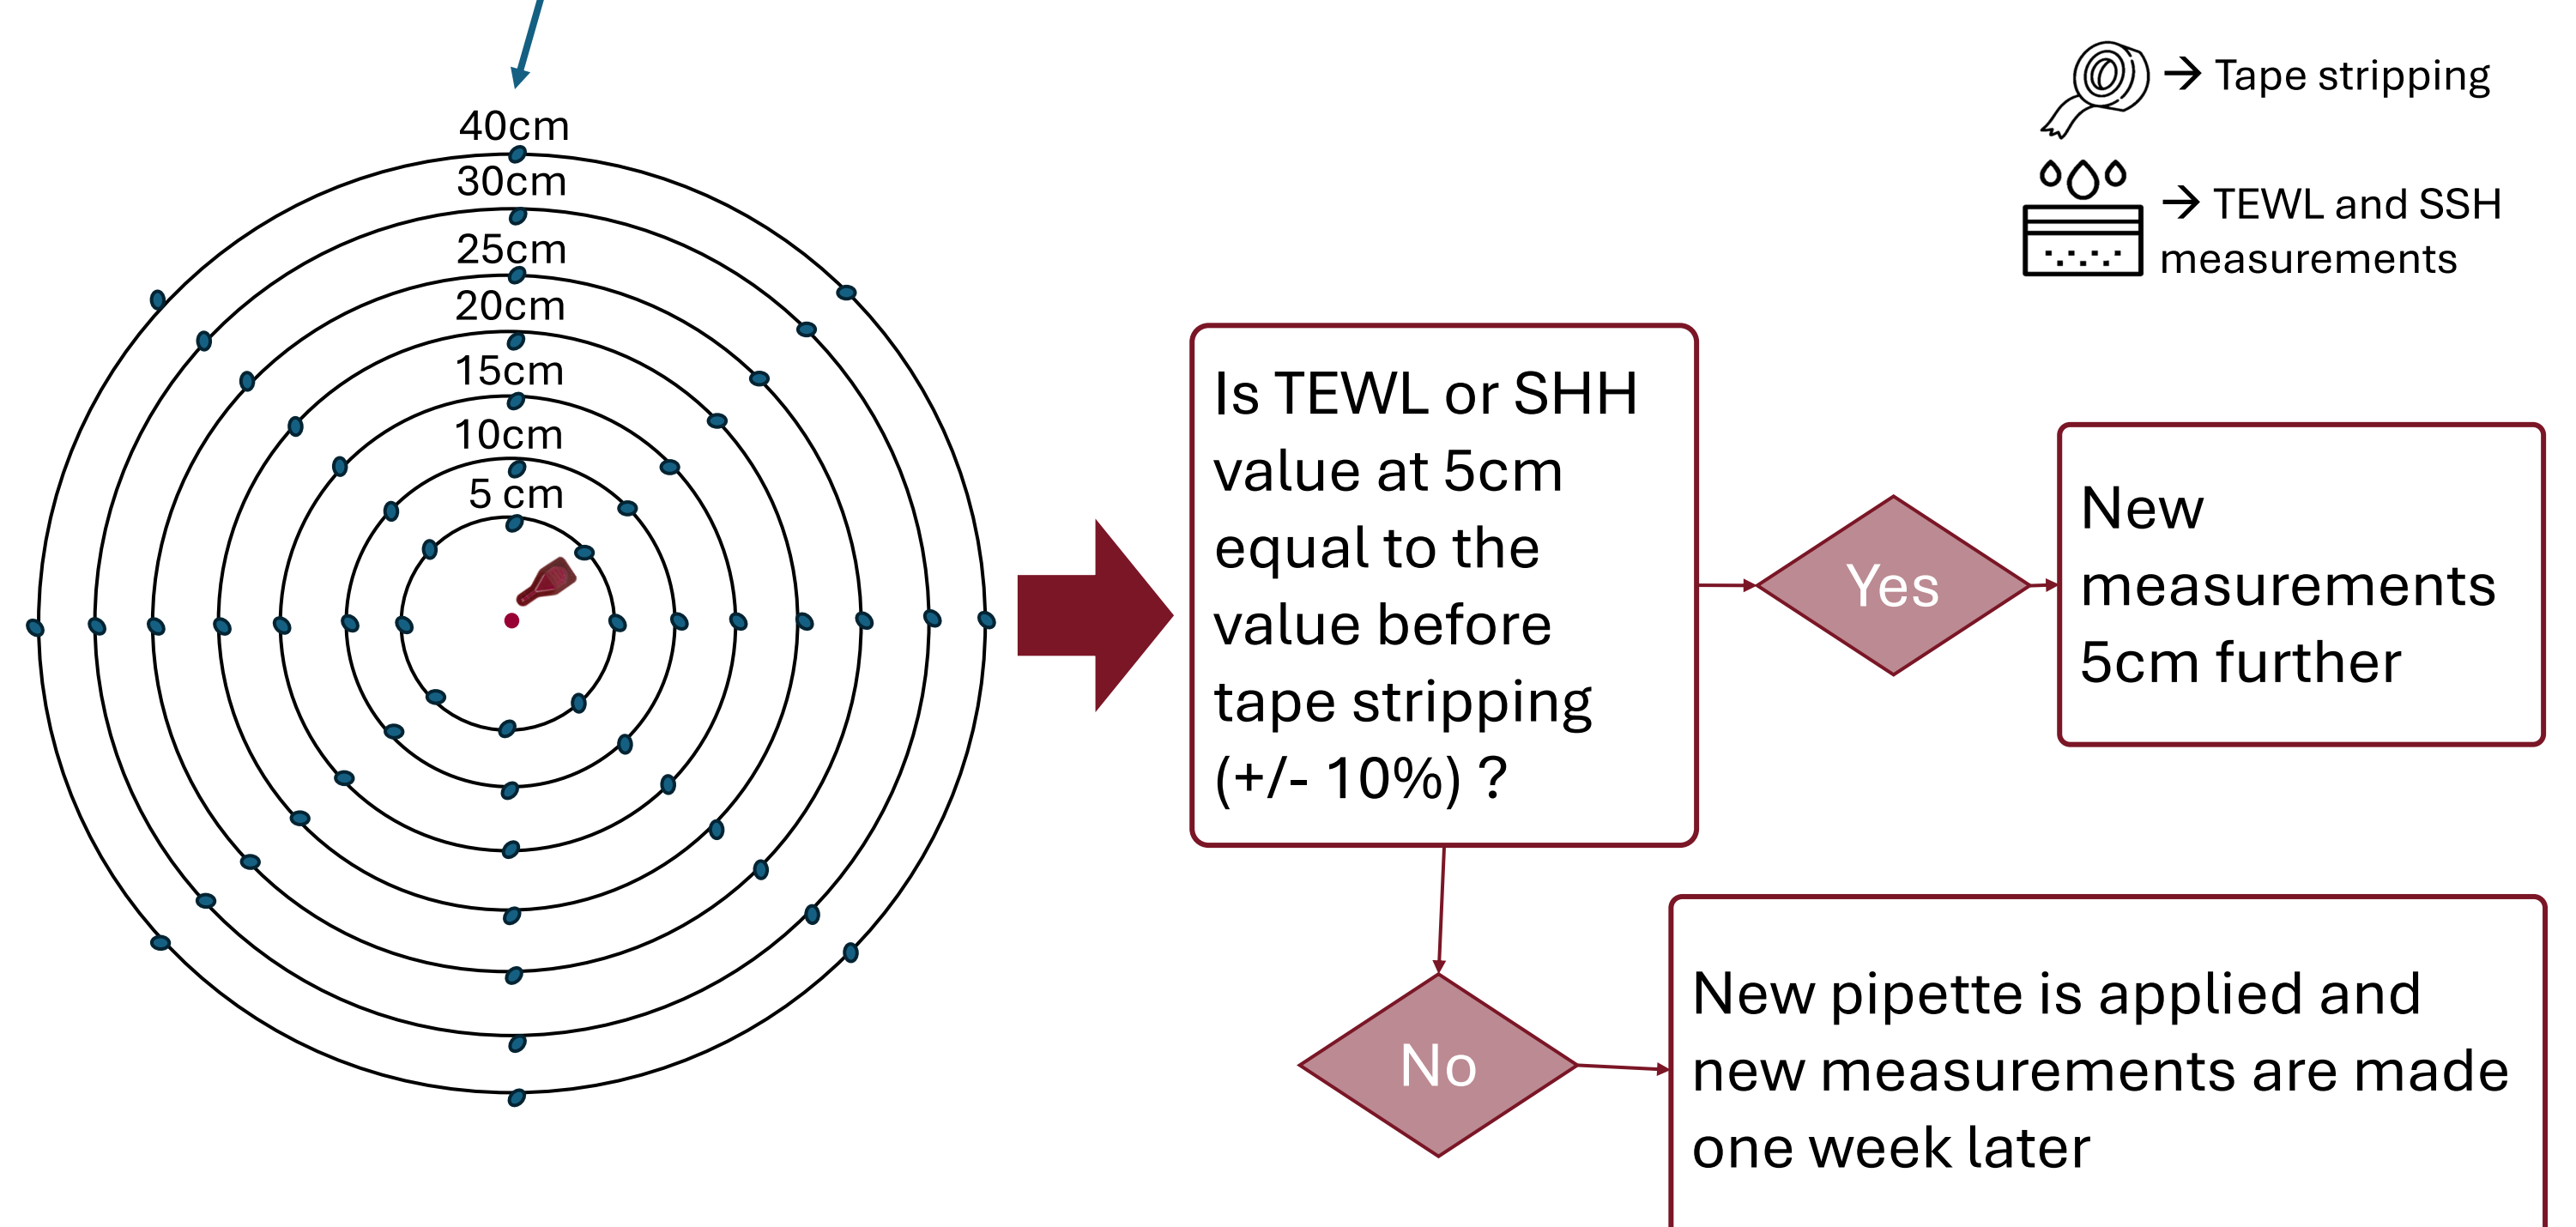 40cm
30cm
25cm
20cm
15cm
10cm
5 cm
→ Tape stripping
→ TEWL and SSH
measurements
Is TEWL or SHH
value at 5cm
equal to the
value before
tape stripping
(+/- 10%) ?
Yes
New
measurements
5cm further
No
New pipette is applied and
new measurements are made
one week later